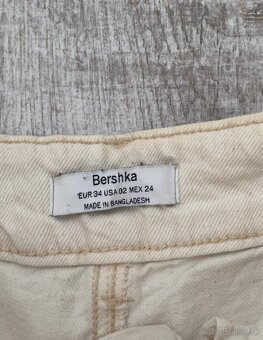 Bershka
EUR 34 USA 02 MEX 24
MADE IN BANGLADESH